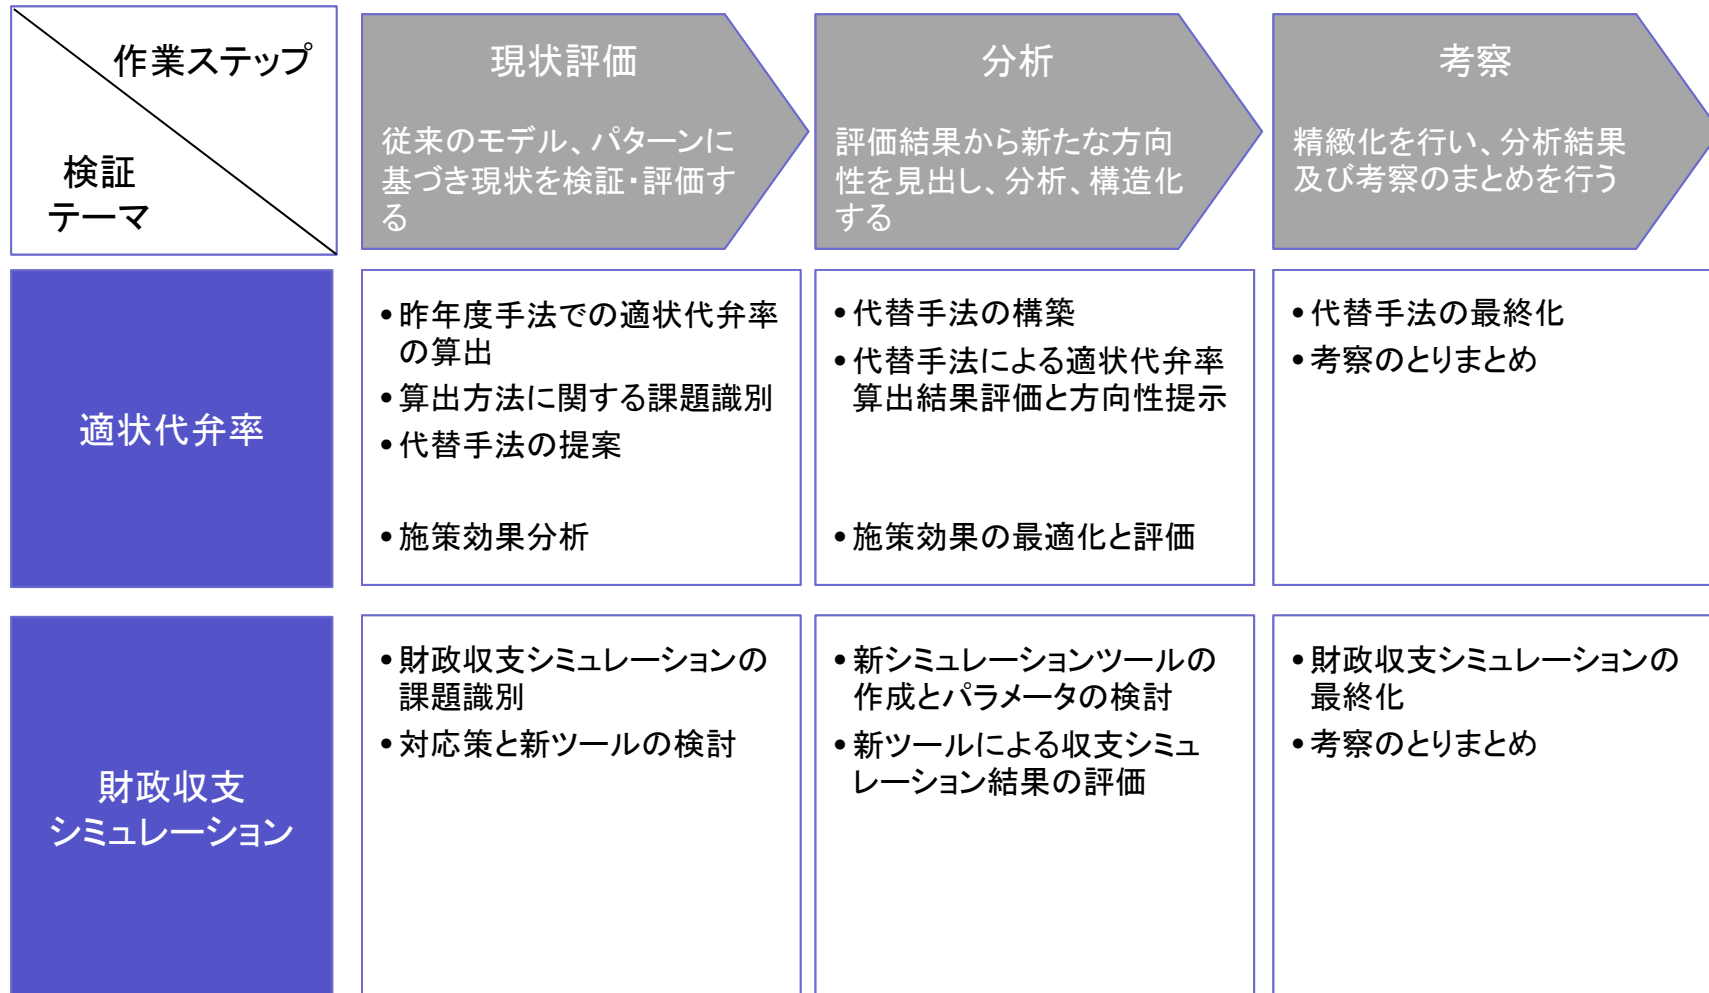 作業ステップ
検証
テーマ
現状評価
従来のモデル、パターンに
基づき現状を検証・評価す
る
分析
評価結果から新たな方向
性を見出し、分析、構造化
する
考察
精緻化を行い、分析結果
及び考察のまとめを行う
適状代弁率
•昨年度手法での適状代弁率
の算出
•算出方法に関する課題識別
•代替手法の提案
•施策効果分析
•代替手法の構築
•代替手法による適状代弁率
算出結果評価と方向性提示
•施策効果の最適化と評価
•代替手法の最終化
•考察のとりまとめ
財政収支
シミュレーション
•財政収支シミュレーションの
課題識別
•対応策と新ツールの検討
•新シミュレーションツールの
作成とパラメータの検討
•新ツールによる収支シミュ
レーション結果の評価
•財政収支シミュレーションの
最終化
•考察のとりまとめ